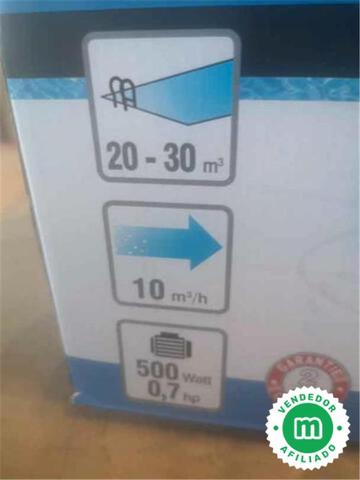 20 - 30 m³
10 m³/h
500 Watt
0,7 hp
GARANTIE
VENDEDOR
m
AFILIADO